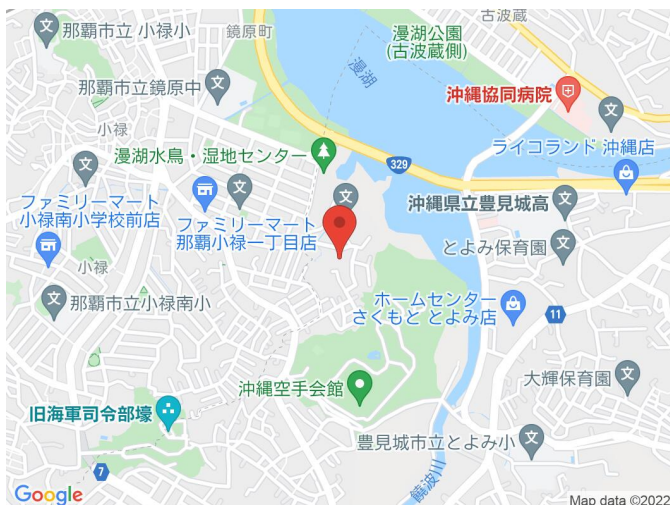 古波蔵
那覇市立 小禄小
鏡原町
漫湖公園
(古波蔵側)
漫湖
那覇市立鏡原中
沖縄協同病院
小禄
漫湖水鳥・湿地センター
ライコランド 沖縄店
329
ファミリーマート
小禄南小学校前店
ファミリーマート
那覇小禄一丁目店
沖縄県立豊見城高
とよみ保育園
小禄
那覇市立小禄南小
ホームセンター
さくもと とよみ店
11
大輝保育園
沖縄空手会館
旧海軍司令部壕
豊見城市立とよみ小
7
饒波川
Google
Map data ©2022